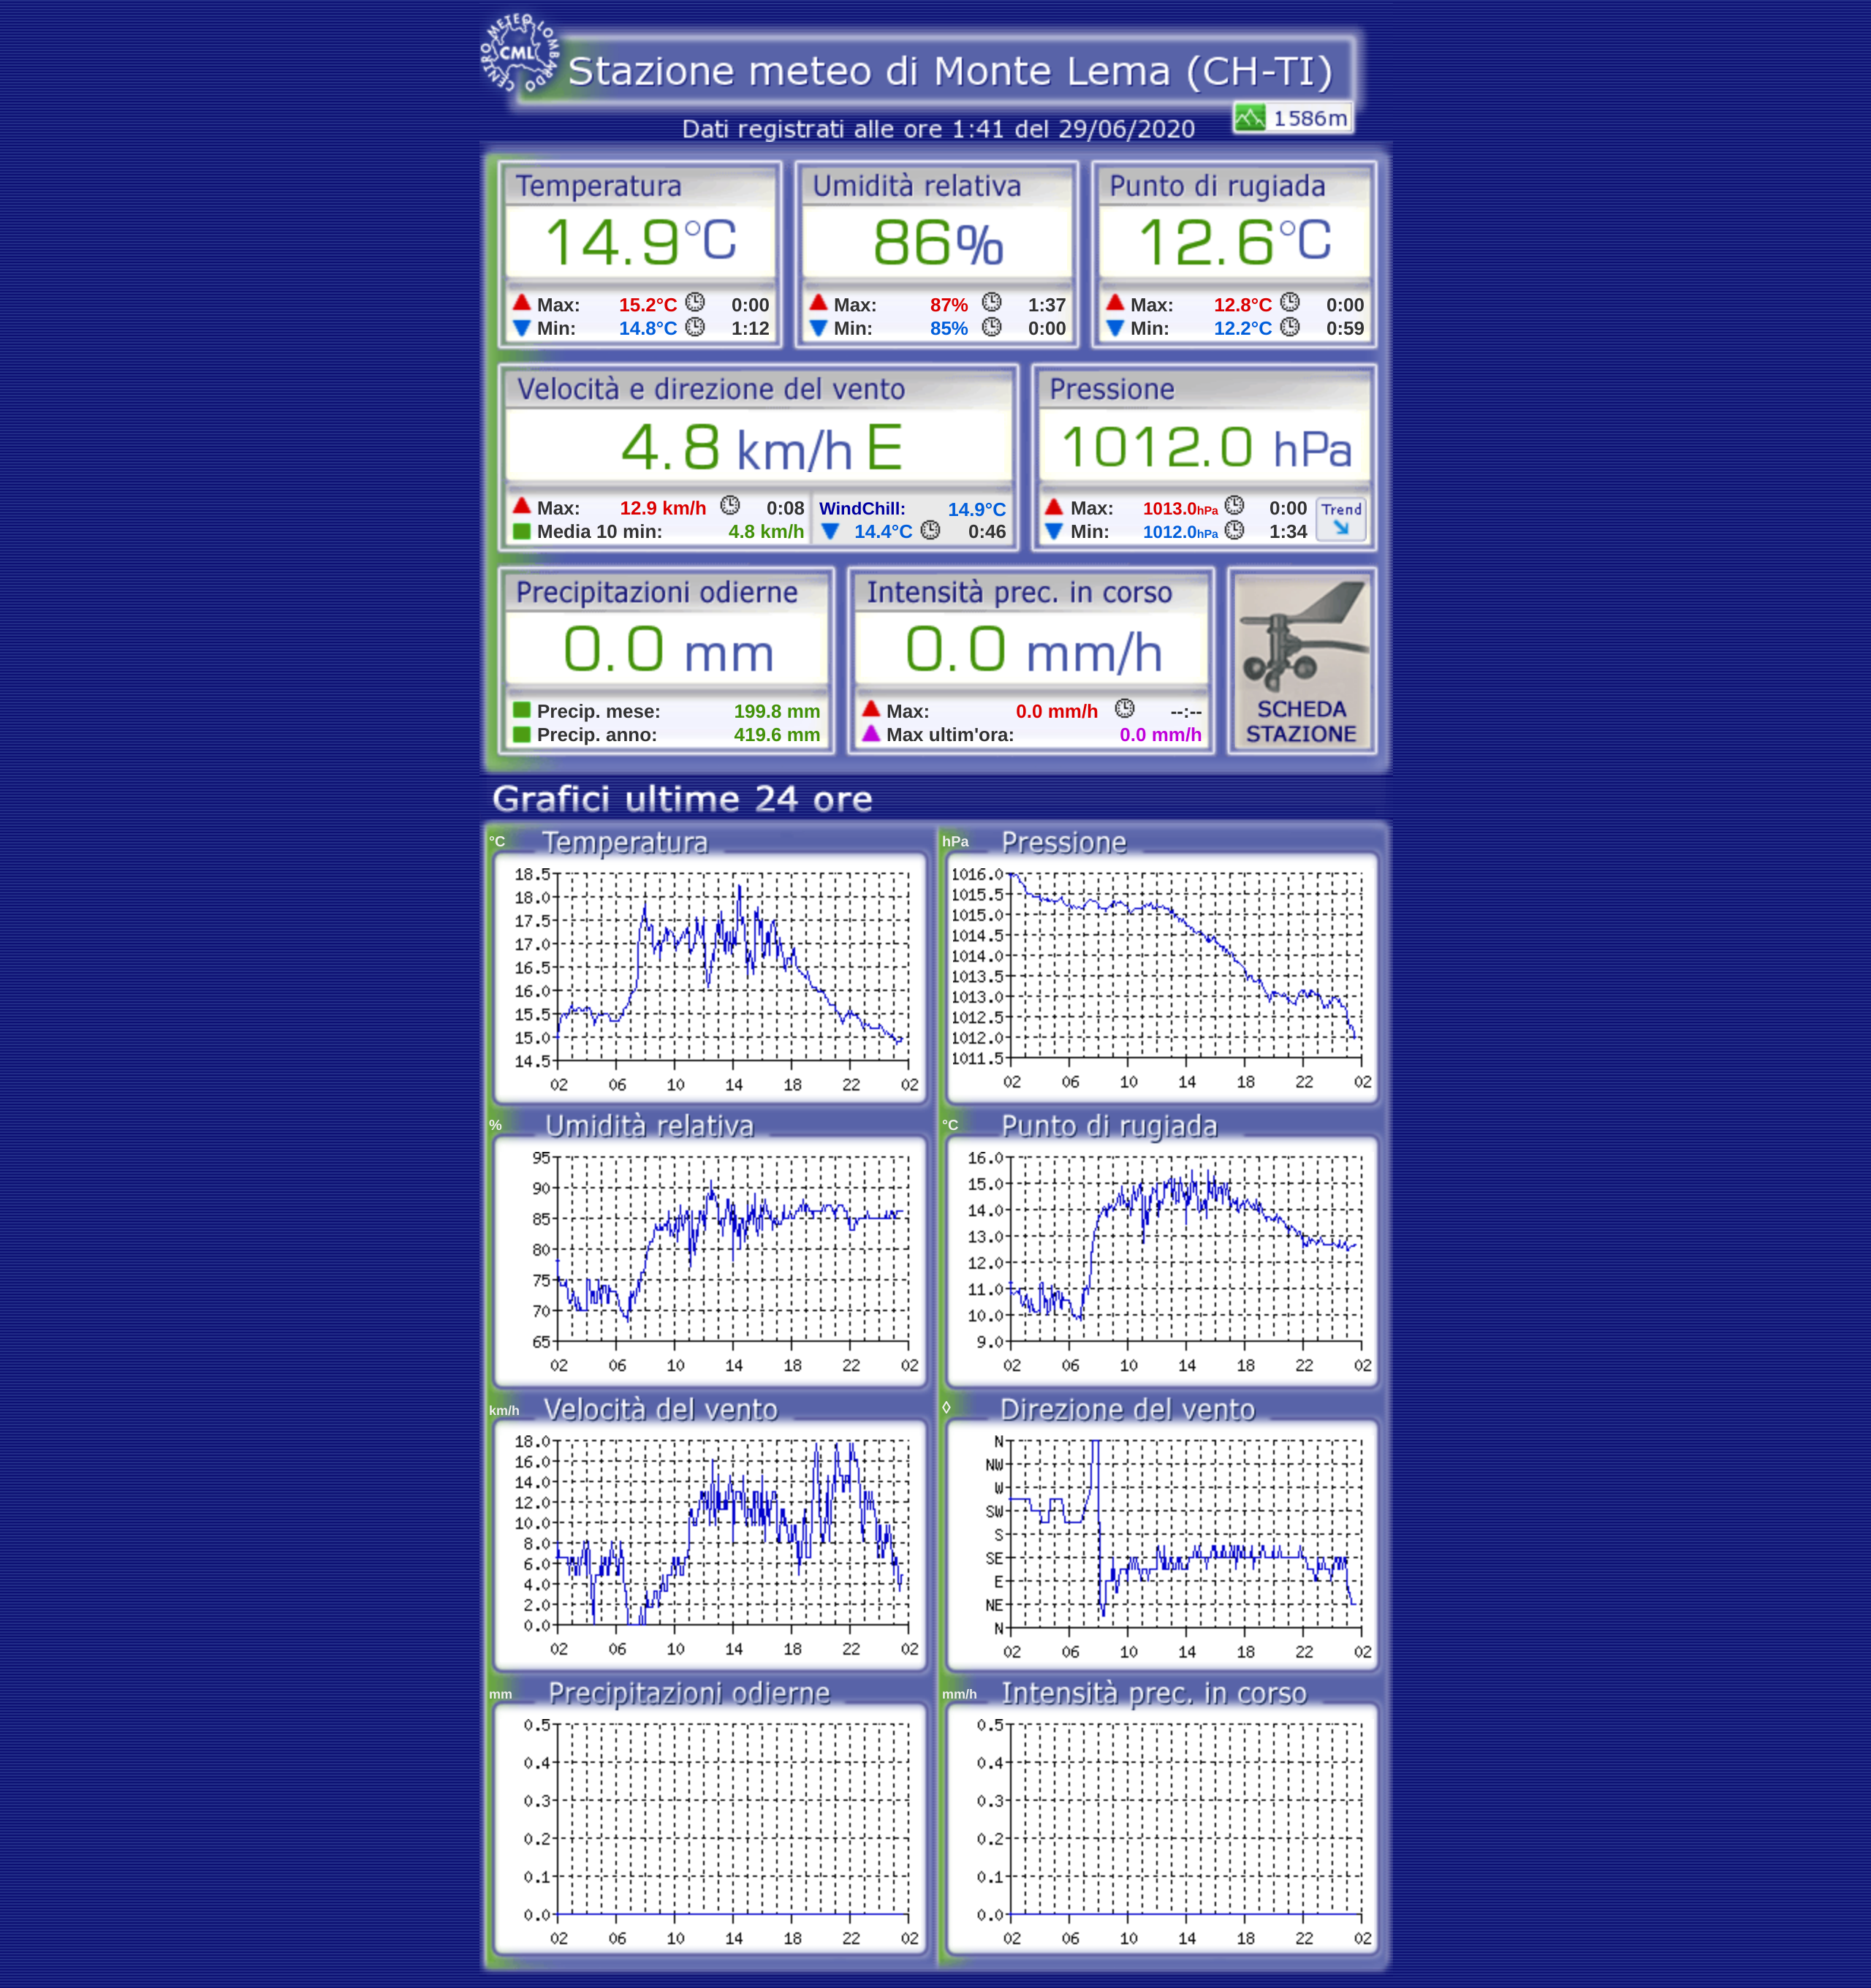 CENTRO METEO LOMBARDO
CML
Stazione meteo di Monte Lema (CH-TI)
1586m
Dati registrati alle ore 1:41 del 29/06/2020
Temperatura
14.9°C
Max: 15.2°C 0:00
Min: 14.8°C 1:12
Umidità relativa
86%
Max: 87% 1:37
Min: 85% 0:00
Punto di rugiada
12.6°C
Max: 12.8°C 0:00
Min: 12.2°C 0:59
Velocità e direzione del vento
4.8 km/h E
Max: 12.9 km/h 0:08
Media 10 min: 4.8 km/h
WindChill: 14.9°C
14.4°C 0:46
Pressione
1012.0 hPa
Max: 1013.0hPa 0:00
Min: 1012.0hPa 1:34
Trend
Precipitazioni odierne
0.0 mm
Precip. mese: 199.8 mm
Precip. anno: 419.6 mm
Intensità prec. in corso
0.0 mm/h
Max: 0.0 mm/h --:--
Max ultim'ora: 0.0 mm/h
SCHEDA
STAZIONE
Grafici ultime 24 ore
°C Temperatura
18.5
18.0
17.5
17.0
16.5
16.0
15.5
15.0
14.5
02 06 10 14 18 22 02
hPa Pressione
1016.0
1015.5
1015.0
1014.5
1014.0
1013.5
1013.0
1012.5
1012.0
1011.5
02 06 10 14 18 22 02
% Umidità relativa
95
90
85
80
75
70
65
02 06 10 14 18 22 02
°C Punto di rugiada
16.0
15.0
14.0
13.0
12.0
11.0
10.0
9.0
02 06 10 14 18 22 02
km/h Velocità del vento
18.0
16.0
14.0
12.0
10.0
8.0
6.0
4.0
2.0
0.0
02 06 10 14 18 22 02
◊ Direzione del vento
N
NW
W
SW
S
SE
E
NE
N
02 06 10 14 18 22 02
mm Precipitazioni odierne
0.5
0.4
0.3
0.2
0.1
0.0
02 06 10 14 18 22 02
mm/h Intensità prec. in corso
0.5
0.4
0.3
0.2
0.1
0.0
02 06 10 14 18 22 02